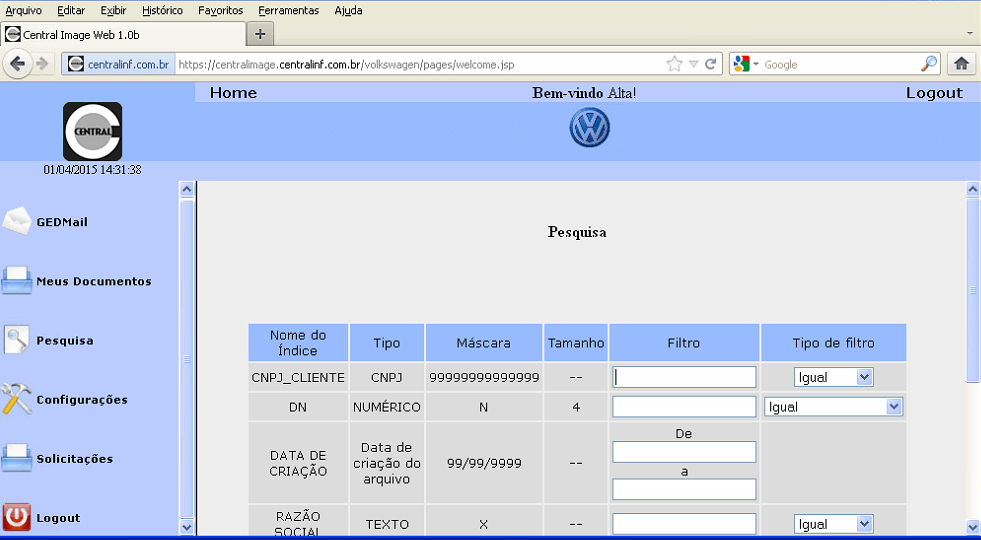 Arquivo Editar Exibir Histórico Favoritos Ferramentas Ajuda
Central Image Web 1.0b
centralinf.com.br https://centralimage.centralinf.com.br/volkswagen/pages/welcome.jsp Google
Home Bem-vindo Alta! Logout
CENTRAL
01/04/2015 14:31:38
GEDMail
Meus Documentos
Pesquisa
Configurações
Solicitações
Logout
Pesquisa
Nome do
Índice Tipo Máscara Tamanho Filtro Tipo de filtro
CNPJ_CLIENTE CNPJ 99999999999999 -- Igual
DN NUMÉRICO N 4 Igual
DATA DE
CRIAÇÃO
Data de
criação do
arquivo
99/99/9999 --
De
a
RAZÃO
SOCIAL TEXTO X -- Igual